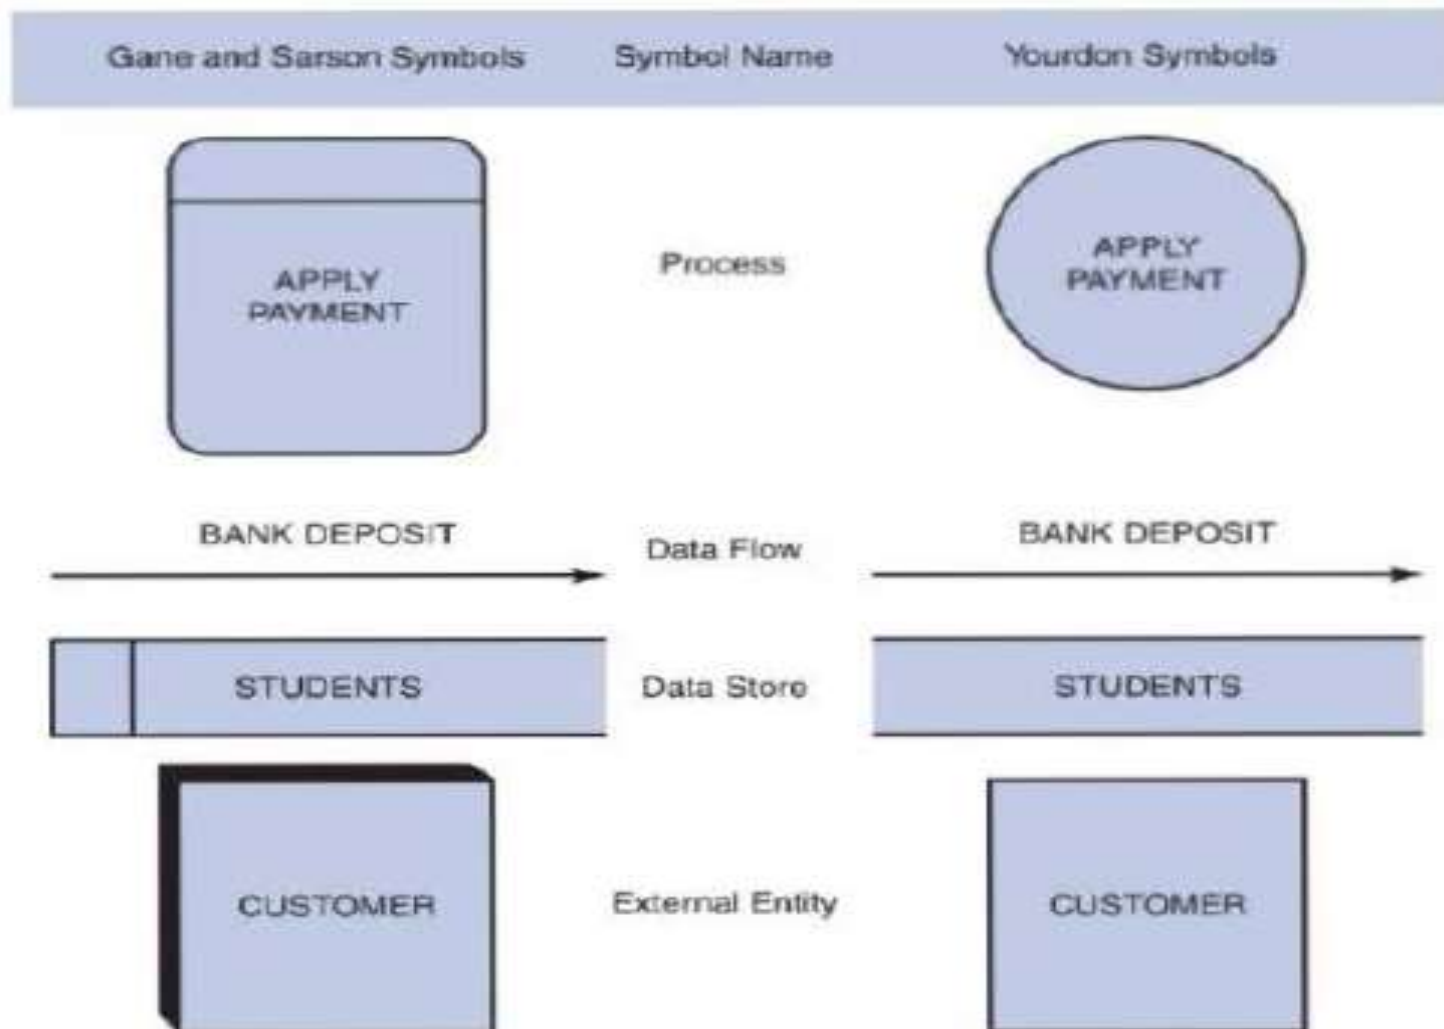 Gane and Sarson Symbols Symbol Name Yourdon Symbols
APPLY
PAYMENT
Process
APPLY
PAYMENT
BANK DEPOSIT
Data Flow
BANK DEPOSIT
STUDENTS
Data Store
STUDENTS
CUSTOMER
External Entity
CUSTOMER